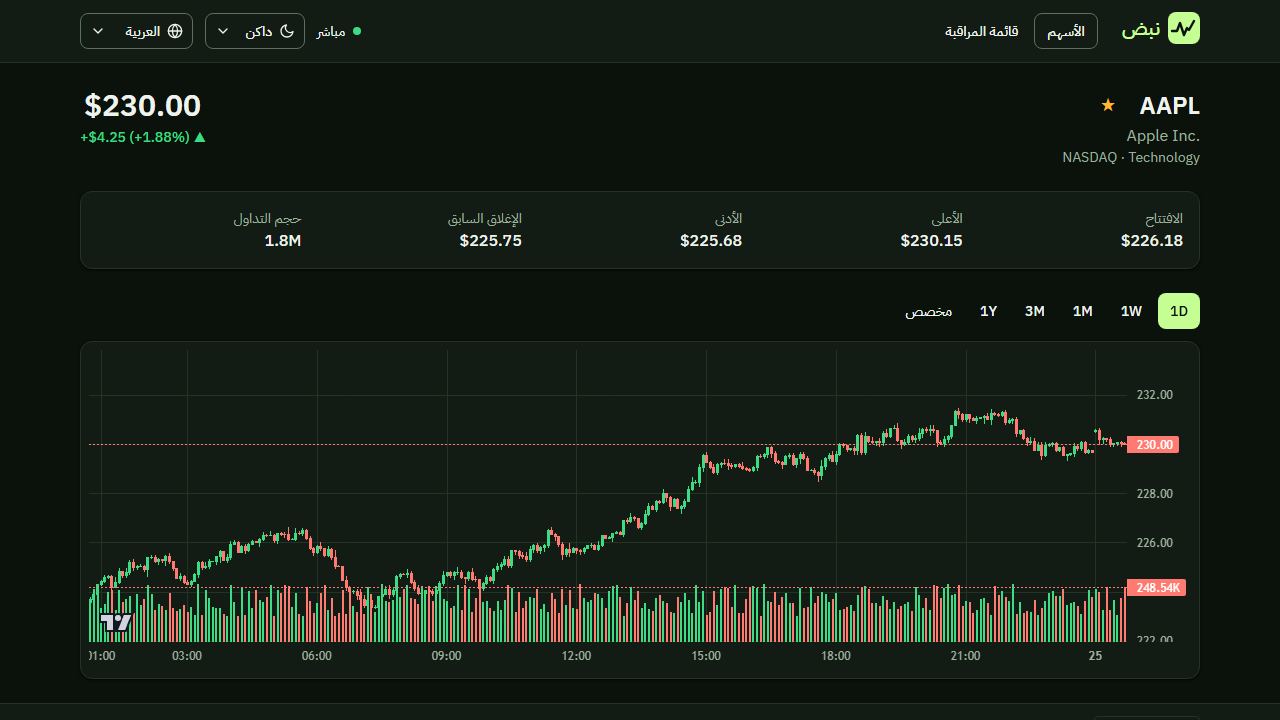 نبض
الأسهم
قائمة المراقبة
مباشر
داكن
العربية
AAPL ★
Apple Inc.
NASDAQ · Technology
$230.00
+$4.25 (+1.88%) ▲
الافتتاح
$226.18
الأعلى
$230.15
الأدنى
$225.68
الإغلاق السابق
$225.75
حجم التداول
1.8M
1D
1W
1M
3M
1Y
مخصص
232.00
230.00
228.00
226.00
248.54K
222.00
01:00 03:00 06:00 09:00 12:00 15:00 18:00 21:00 25